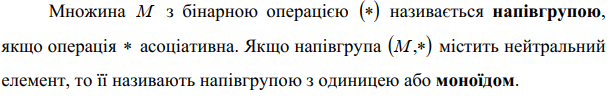 Множина M з бінарною операцією (∗) називається напівгрупою,
якщо операція ∗ асоціативна. Якщо напівгрупа (M,∗) містить нейтральний
елемент, то її називають напівгрупою з одиницею або моноїдом.